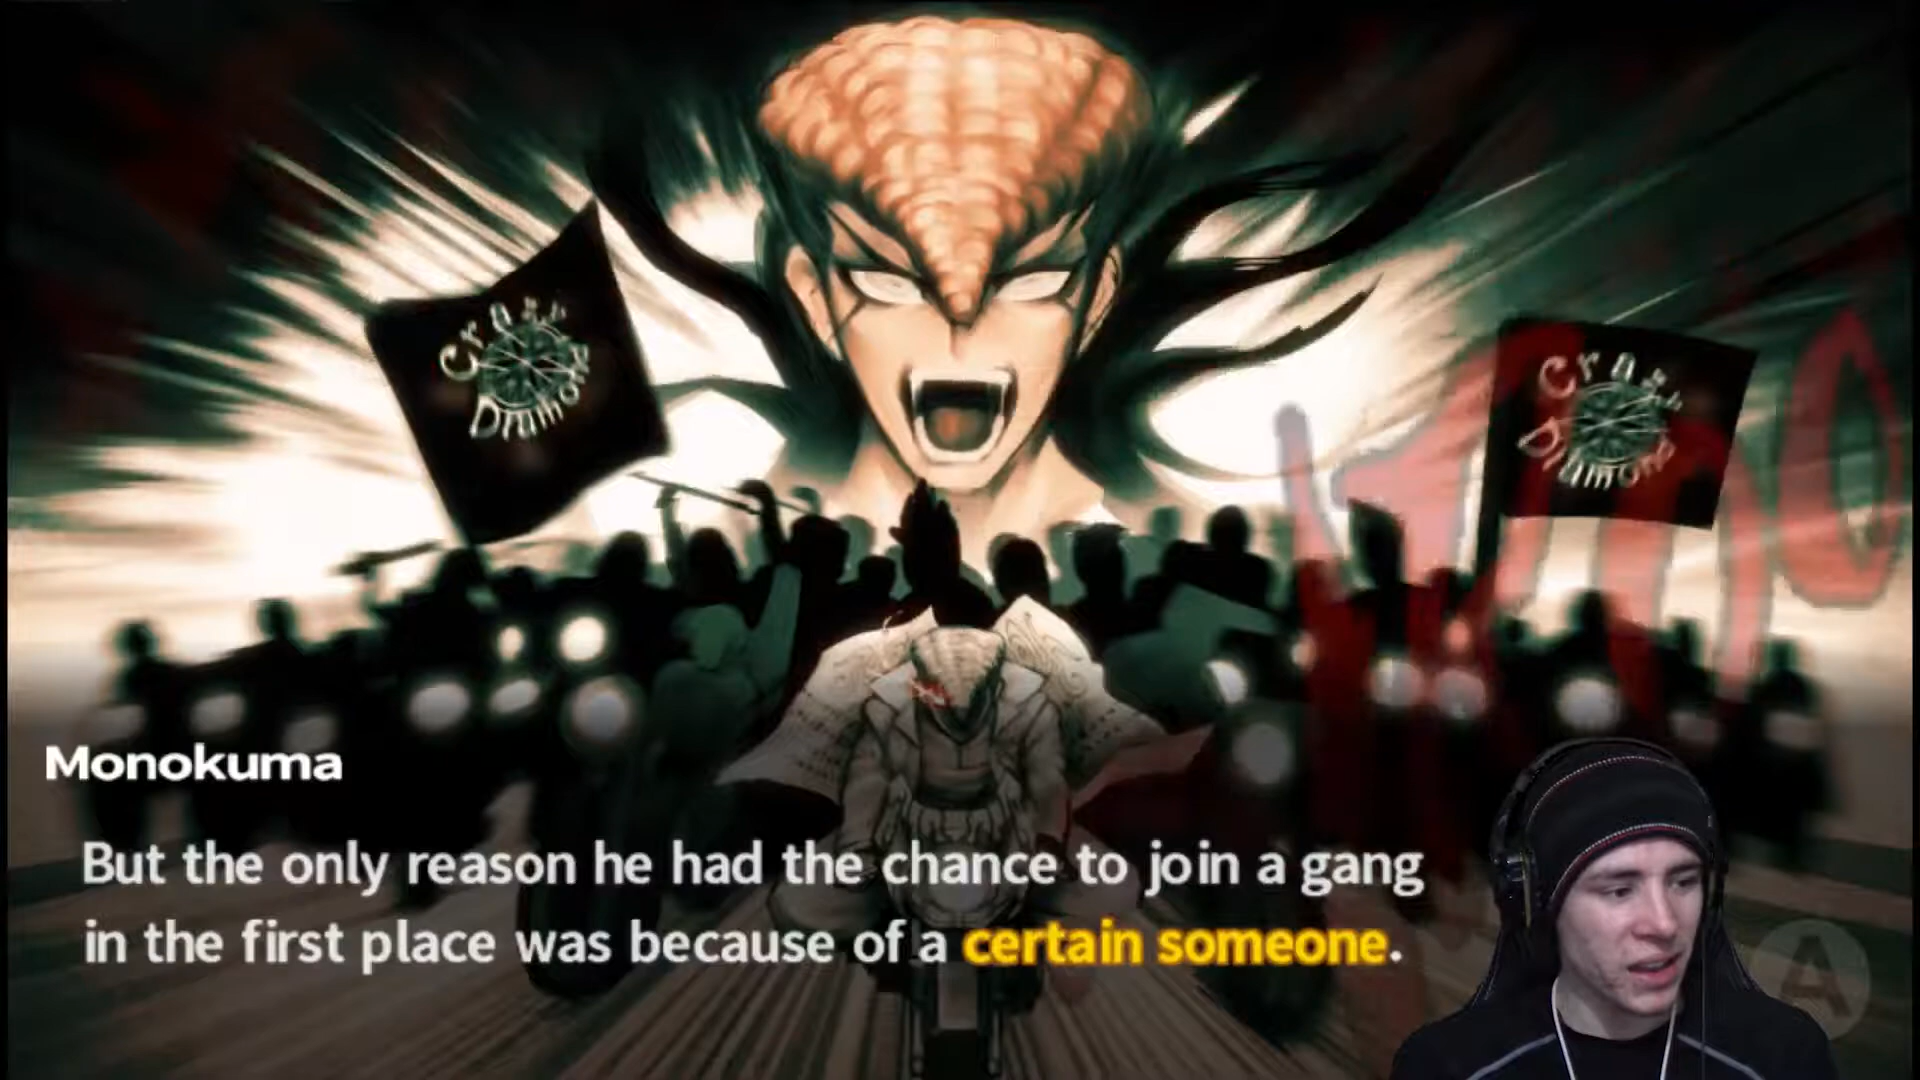 Crazy
Diamond
Crazy
Diamond
Monokuma
But the only reason he had the chance to join a gang
in the first place was because of a certain someone.
A